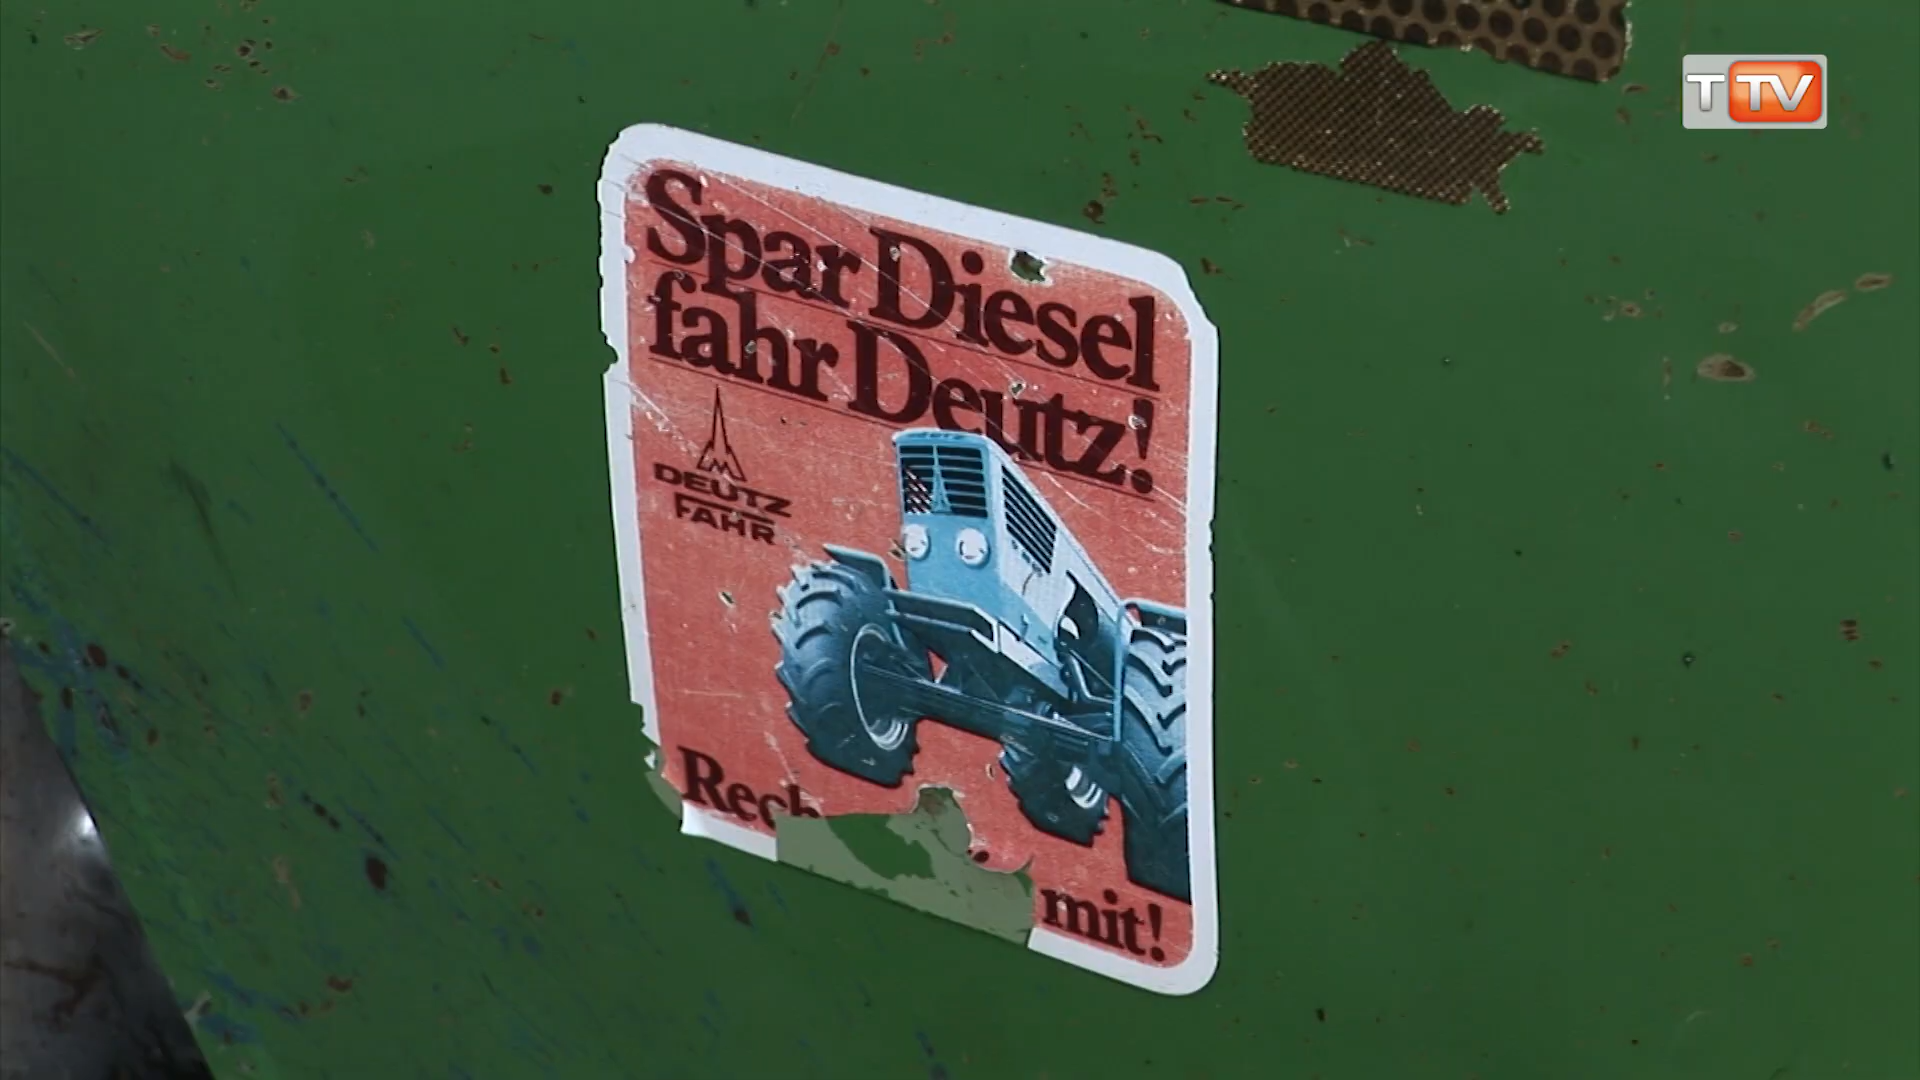 TTV
Spar Diesel
fahr Deutz!
DEUTZ
FAHR
mit!